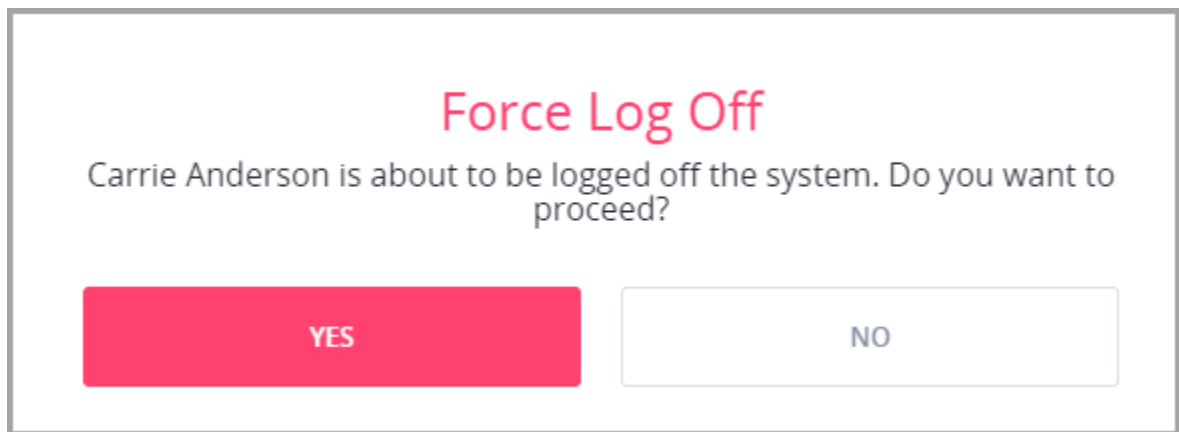 Force Log Off
Carrie Anderson is about to be logged off the system. Do you want to
proceed?
YES
NO